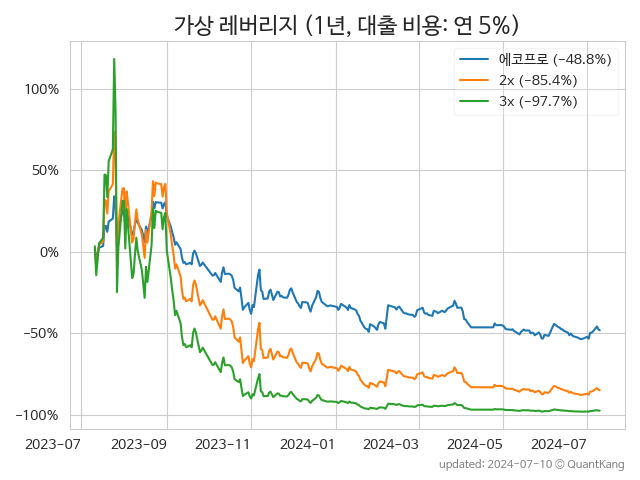 가상 레버리지 (1년, 대출 비용: 연 5%)
에코프로 (−48.8%)
2x (−85.4%)
3x (−97.7%)
100%
50%
0%
−50%
−100%
2023-07 2023-09 2023-11 2024-01 2024-03 2024-05 2024-07
updated: 2024-07-10 © QuantKang